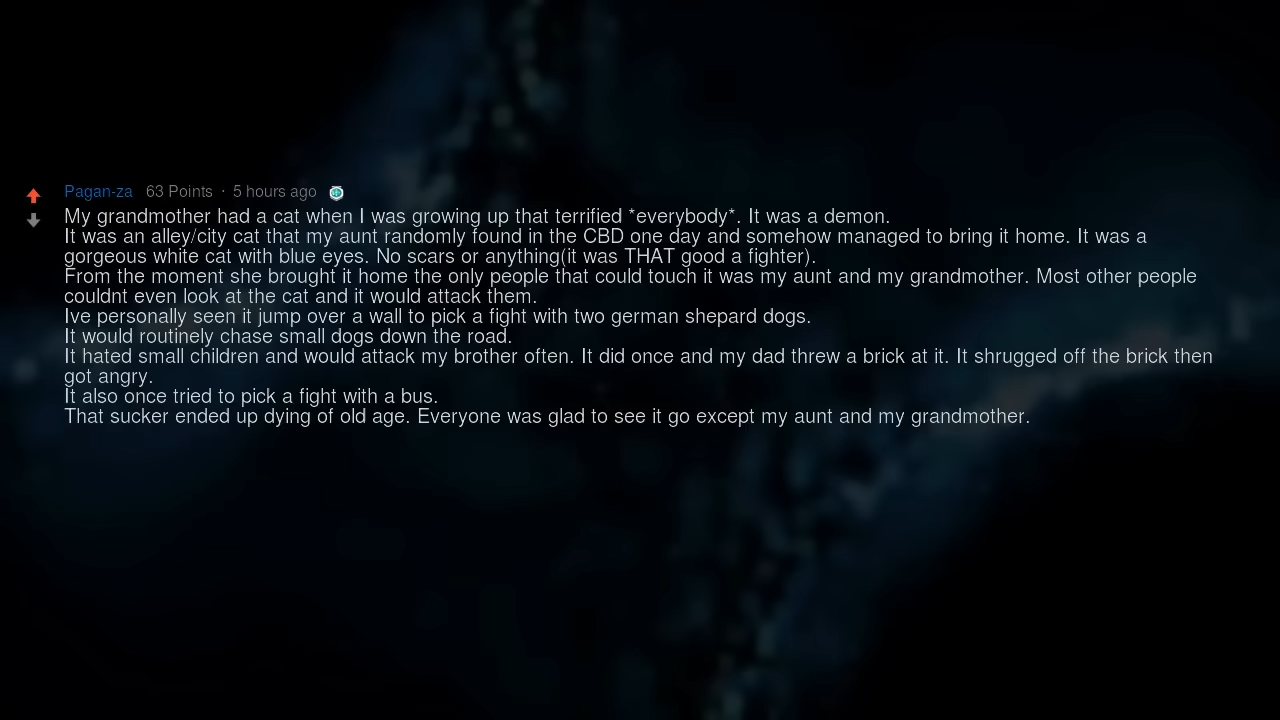 Pagan-za 63 Points · 5 hours ago
My grandmother had a cat when I was growing up that terrified *everybody*. It was a demon.
It was an alley/city cat that my aunt randomly found in the CBD one day and somehow managed to bring it home. It was a
gorgeous white cat with blue eyes. No scars or anything(it was THAT good a fighter).
From the moment she brought it home the only people that could touch it was my aunt and my grandmother. Most other people
couldnt even look at the cat and it would attack them.
Ive personally seen it jump over a wall to pick a fight with two german shepard dogs.
It would routinely chase small dogs down the road.
It hated small children and would attack my brother often. It did once and my dad threw a brick at it. It shrugged off the brick then
got angry.
It also once tried to pick a fight with a bus.
That sucker ended up dying of old age. Everyone was glad to see it go except my aunt and my grandmother.